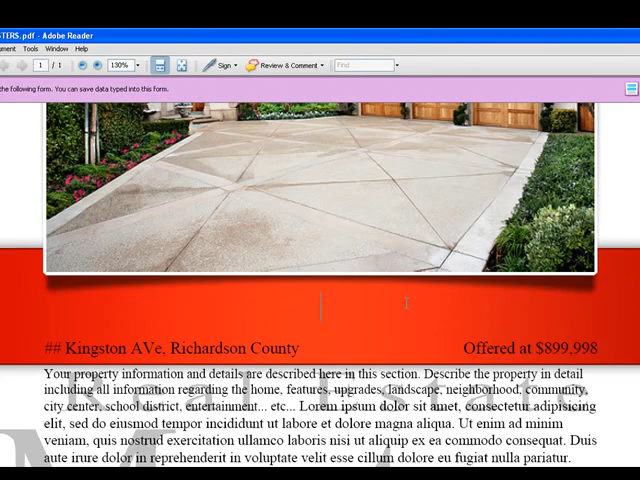 STERS.pdf - Adobe Reader
ument Tools Window Help
1 / 1 130% Sign Review & Comment Find
the following form. You can save data typed into this form.
## Kingston AVe, Richardson County Offered at $899,998
Your property information and details are described here in this section. Describe the property in detail
including all information regarding the home, features, upgrades, landscape, neighborhood, community,
city center, school district, entertainment... etc... Lorem ipsum dolor sit amet, consectetur adipisicing
elit, sed do eiusmod tempor incididunt ut labore et dolore magna aliqua. Ut enim ad minim
veniam, quis nostrud exercitation ullamco laboris nisi ut aliquip ex ea commodo consequat. Duis
aute irure dolor in reprehenderit in voluptate velit esse cillum dolore eu fugiat nulla pariatur.
Real Estate